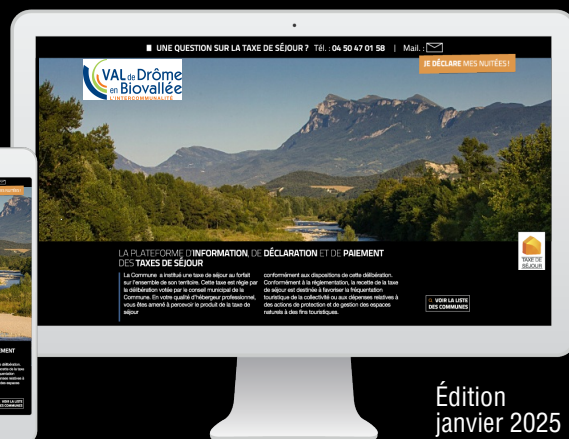 UNE QUESTION SUR LA TAXE DE SÉJOUR ? Tél. : 04 50 47 01 58 | Mail. :
JE DÉCLARE MES NUITÉES !
VAL de Drôme
en Biovallée
L'INTERCOMMUNALITÉ
LA PLATEFORME D'INFORMATION, DE DÉCLARATION ET DE PAIEMENT
DES TAXES DE SÉJOUR
La Commune a institué une taxe de séjour au forfait
sur l'ensemble de son territoire. Cette taxe est régie par
la délibération votée par le conseil municipal de la
Commune. En votre qualité d'hébergeur professionnel,
vous êtes amené à percevoir le produit de la taxe de
séjour
conformément aux dispositions de cette délibération.
Conformément à la réglementation, la recette de la taxe
de séjour est destinée à favoriser la fréquentation
touristique de la collectivité ou aux dépenses relatives à
des actions de protection et de gestion des espaces
naturels à des fins touristiques.
TAXE DE
SÉJOUR
VOIR LA LISTE
DES COMMUNES
Édition
janvier 2025